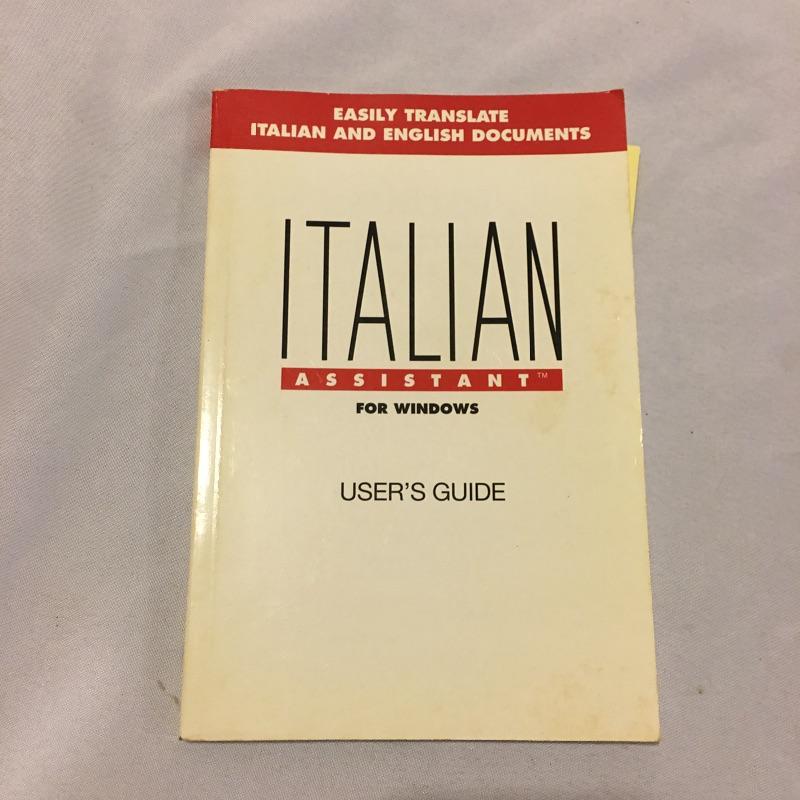 EASILY TRANSLATE
ITALIAN AND ENGLISH DOCUMENTS
ITALIAN
ASSISTANT™
FOR WINDOWS
USER'S GUIDE